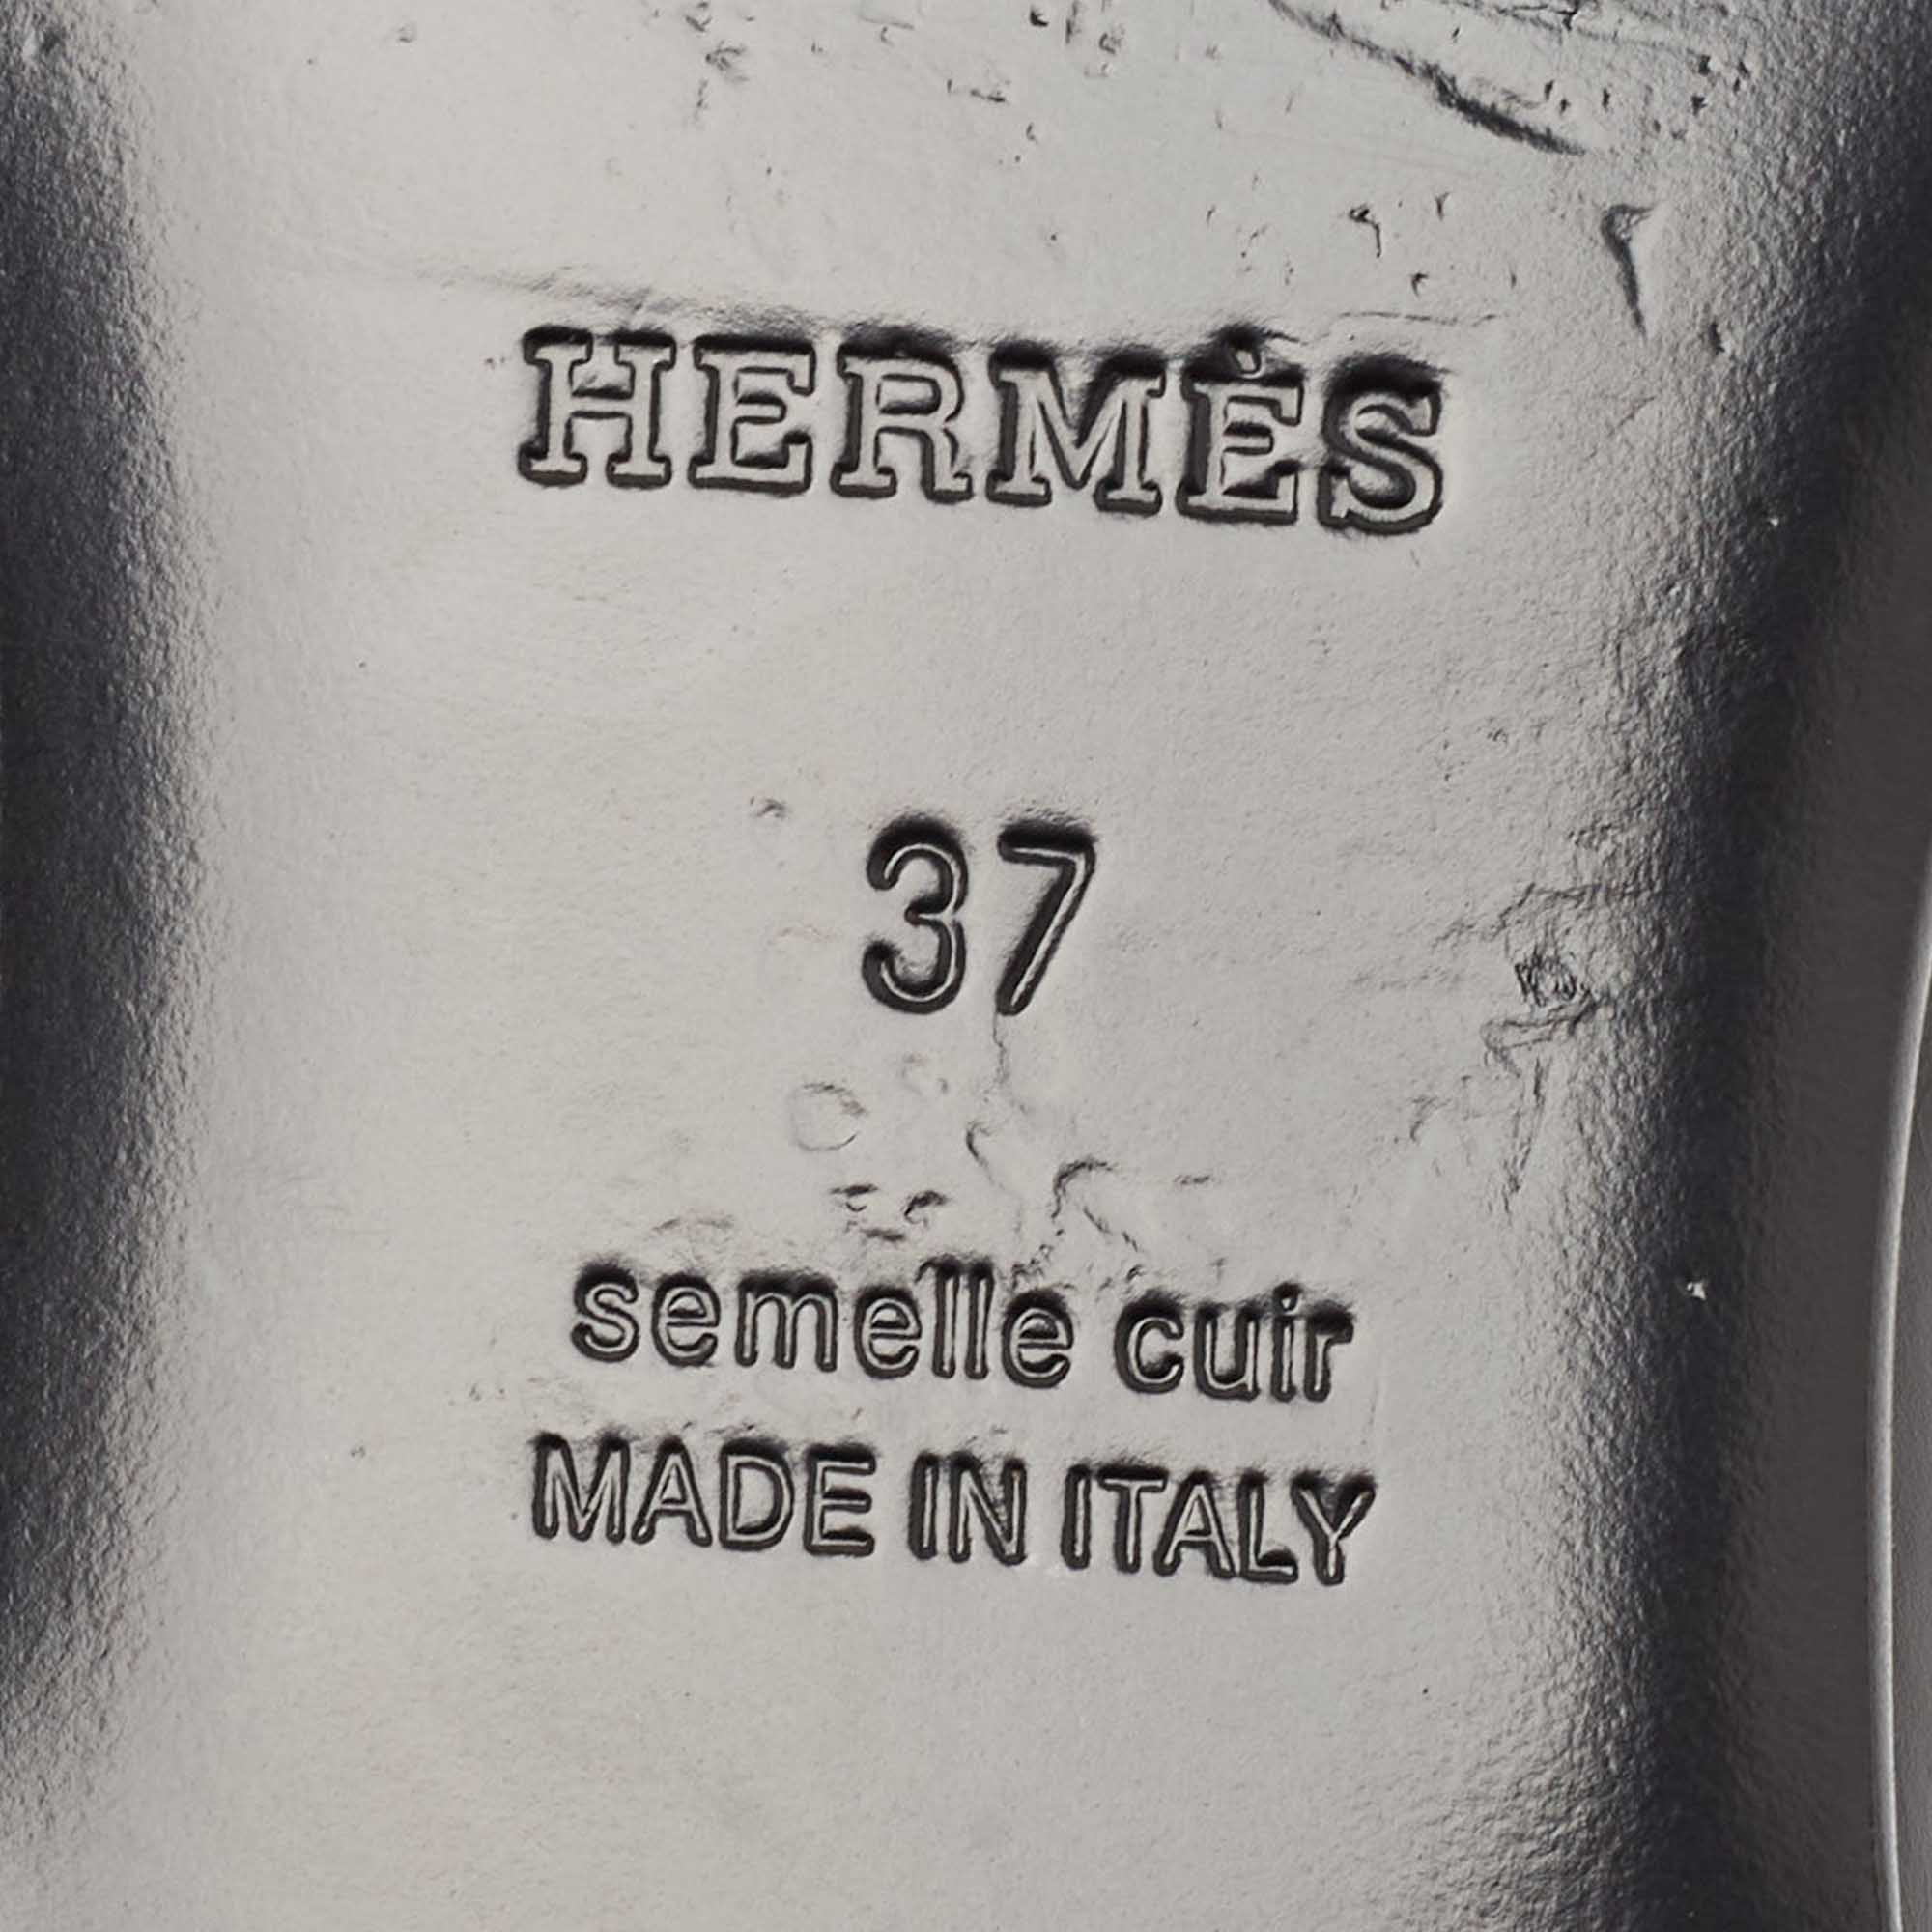 HERMÈS
37
semelle cuir
MADE IN ITALY